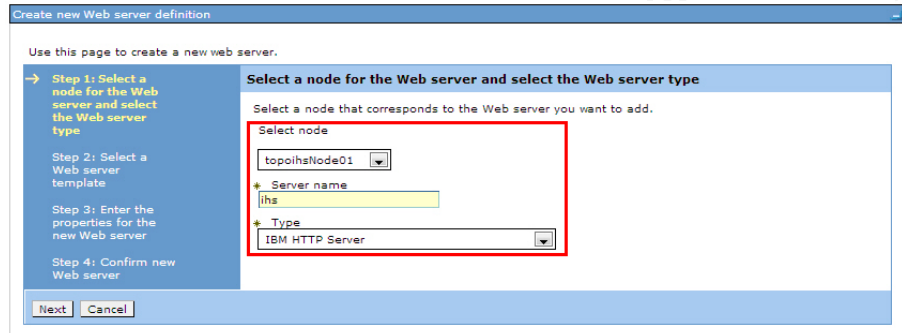 Create new Web server definition
Use this page to create a new web server.
Step 1: Select a
node for the Web
server and select
the Web server
type
Step 2: Select a
Web server
template
Step 3: Enter the
properties for the
new Web server
Step 4: Confirm new
Web server
Select a node for the Web server and select the Web server type
Select a node that corresponds to the Web server you want to add.
Select node
topoihsNode01
Server name
ihs
Type
IBM HTTP Server
Next Cancel